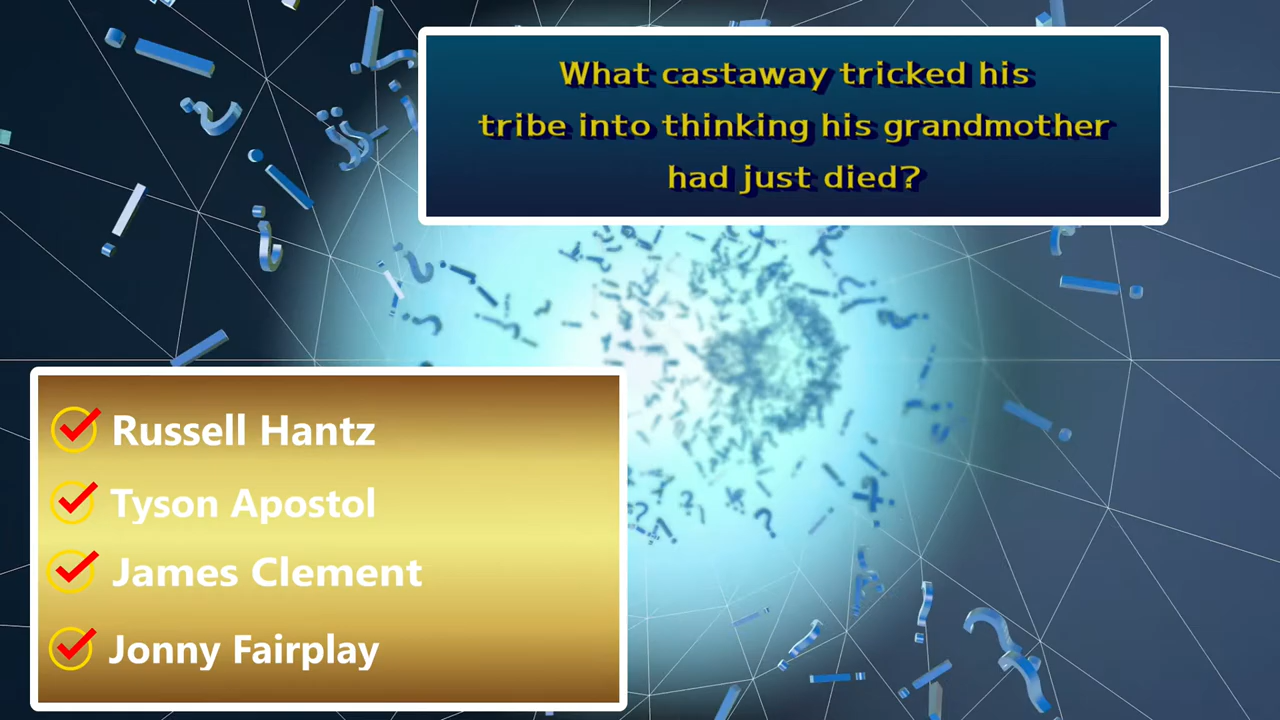 What castaway tricked his
tribe into thinking his grandmother
had just died?
Russell Hantz
Tyson Apostol
James Clement
Jonny Fairplay